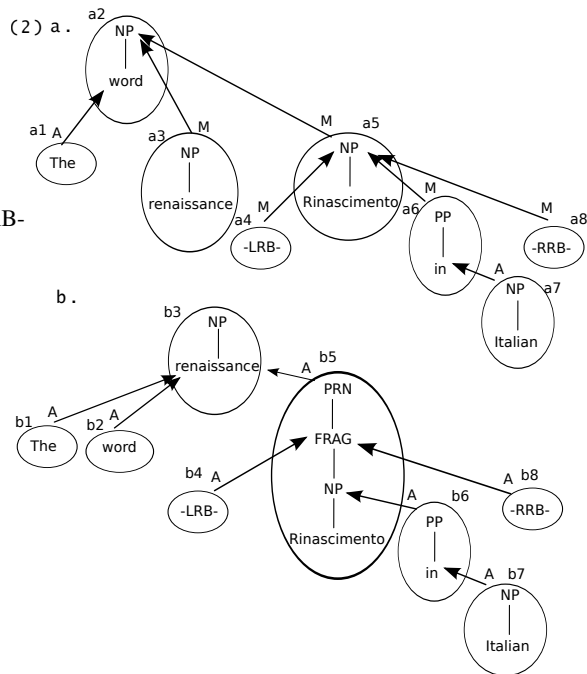 (2) a.
a2
NP
word
a1 A
The
a3 M
NP
renaissance
M a5
NP
Rinascimento
a4 M
-LRB-
a6 M
PP
in
M a8
-RRB-
A a7
NP
Italian
RB-
b.
b3
NP
renaissance
b1 A
The
b2 A
word
A b5
PRN
FRAG
NP
Rinascimento
b4 A
-LRB-
A b6
PP
in
A b8
-RRB-
A b7
NP
Italian